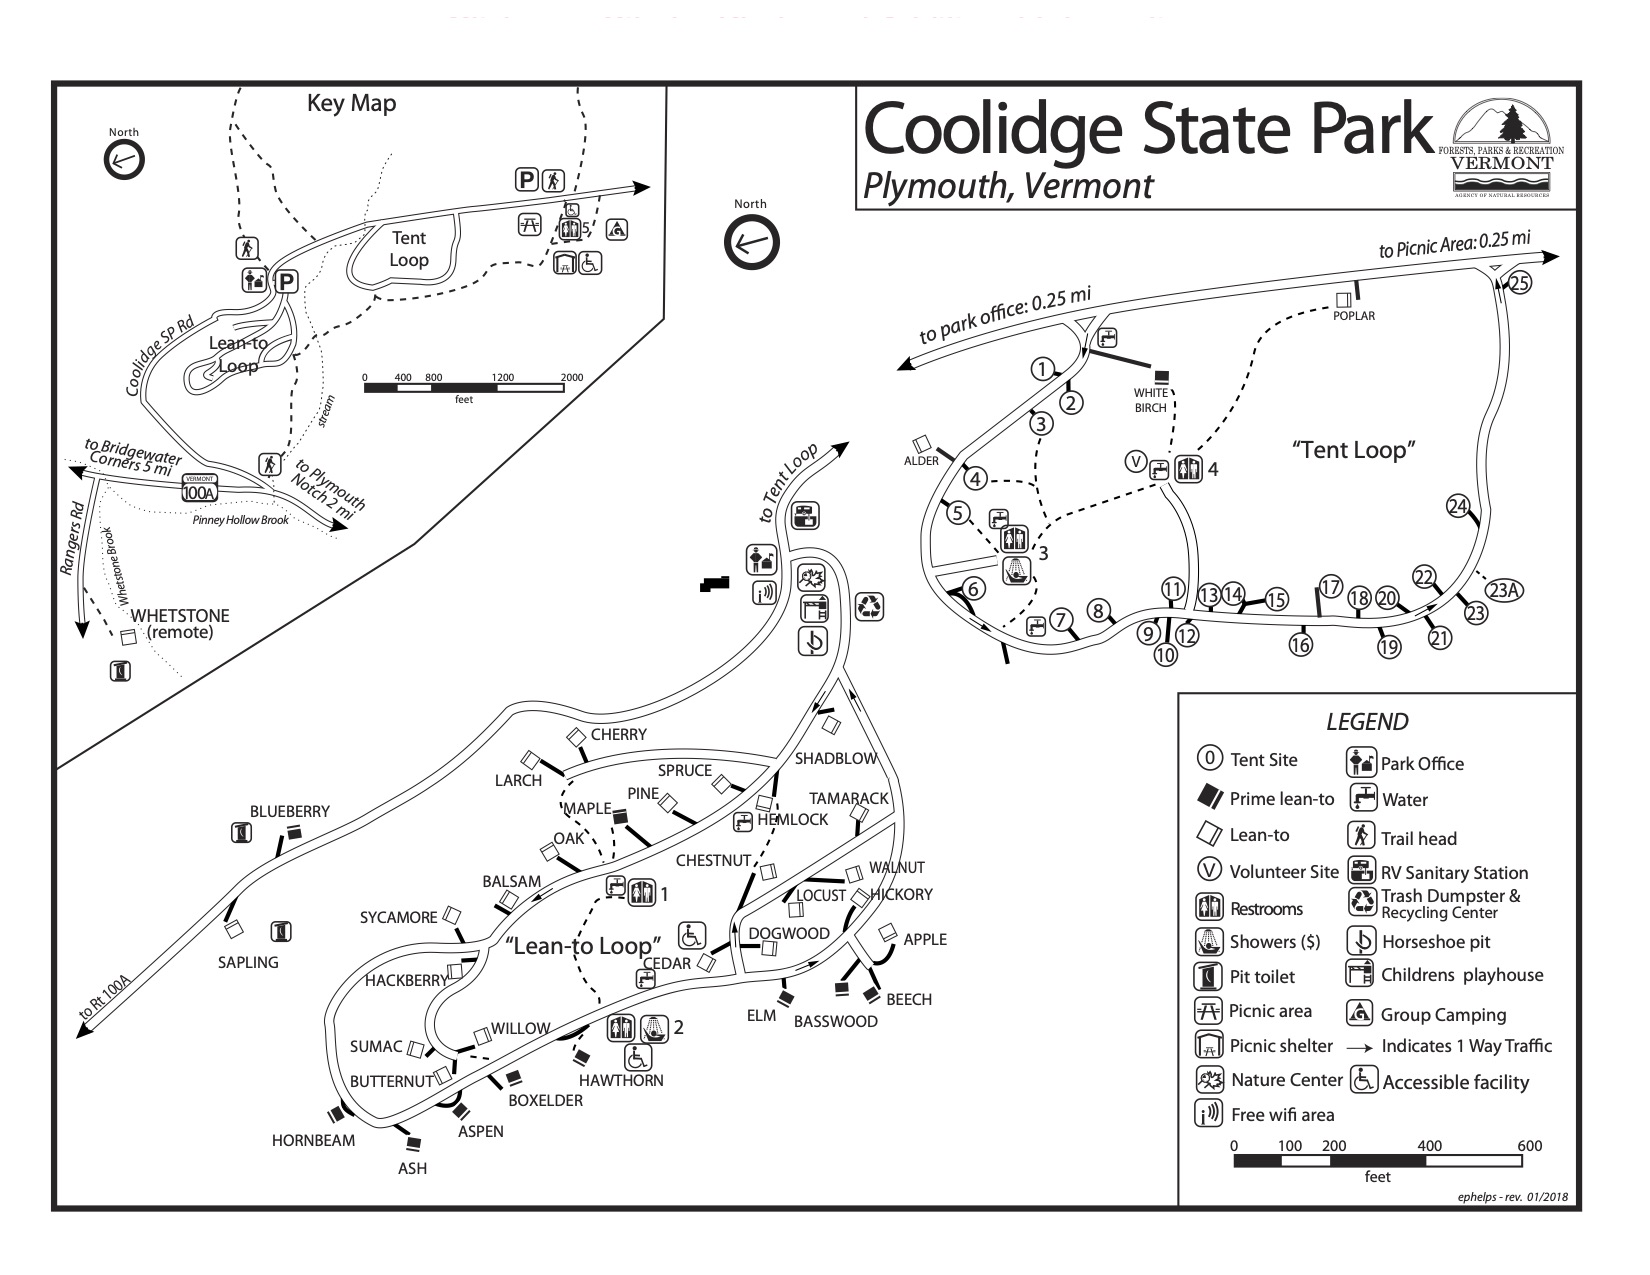 Key Map
North
P
5
Tent
Loop
P
Coolidge SP Rd
Lean-to
Loop
0 400 800 1200 2000
feet
stream
to Bridgewater
Corners 5 mi
VERMONT
100A
to Plymouth
Notch 2 mi
Pinney Hollow Brook
Rangers Rd
Whetstone Brook
WHETSTONE
(remote)
Coolidge State Park
Plymouth, Vermont
FORESTS, PARKS & RECREATION
VERMONT
AGENCY OF NATURAL RESOURCES
North
to Picnic Area: 0.25 mi
to park office: 0.25 mi
25
POPLAR
1
2
WHITE
BIRCH
3
ALDER
"Tent Loop"
4
V
4
5
3
24
6
7
8
9
10
11
12
13
14
15
16
17
18
19
20
21
22
23
23A
to Tent Loop
i
CHERRY
LARCH
SHADBLOW
SPRUCE
PINE
MAPLE
TAMARACK
HEMLOCK
OAK
BLUEBERRY
CHESTNUT
WALNUT
BALSAM
1
LOCUST
HICKORY
SYCAMORE
"Lean-to Loop"
DOGWOOD
APPLE
SAPLING
CEDAR
HACKBERRY
to Rt 100A
ELM
BEECH
BASSWOOD
WILLOW
2
SUMAC
BUTTERNUT
HAWTHORN
BOXELDER
HORNBEAM
ASPEN
ASH
LEGEND
0 Tent Site
Park Office
Prime lean-to
Water
Lean-to
Trail head
V Volunteer Site
RV Sanitary Station
Restrooms
Trash Dumpster &
Recycling Center
Showers ($)
Horseshoe pit
Pit toilet
Childrens playhouse
Picnic area
Group Camping
Picnic shelter
Indicates 1 Way Traffic
Nature Center
Accessible facility
i Free wifi area
0 100 200 400 600
feet
ephelps - rev. 01/2018